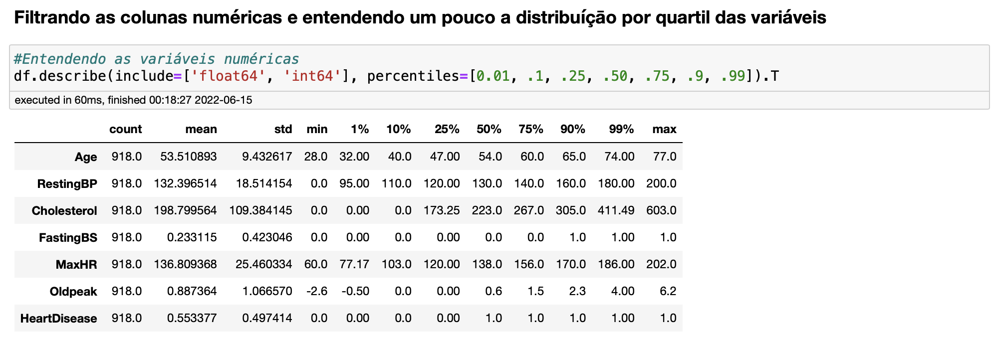 Filtrando as colunas numéricas e entendendo um pouco a distribuíçāo por quartil das variáveis
#Entendendo as variáveis numéricas
df.describe(include=['float64', 'int64'], percentiles=[0.01, .1, .25, .50, .75, .9, .99]).T
executed in 60ms, finished 00:18:27 2022-06-15
count mean std min 1% 10% 25% 50% 75% 90% 99% max
Age 918.0 53.510893 9.432617 28.0 32.00 40.0 47.00 54.0 60.0 65.0 74.00 77.0
RestingBP 918.0 132.396514 18.514154 0.0 95.00 110.0 120.00 130.0 140.0 160.0 180.00 200.0
Cholesterol 918.0 198.799564 109.384145 0.0 0.00 0.0 173.25 223.0 267.0 305.0 411.49 603.0
FastingBS 918.0 0.233115 0.423046 0.0 0.00 0.0 0.00 0.0 0.0 1.0 1.00 1.0
MaxHR 918.0 136.809368 25.460334 60.0 77.17 103.0 120.00 138.0 156.0 170.0 186.00 202.0
Oldpeak 918.0 0.887364 1.066570 -2.6 -0.50 0.0 0.00 0.6 1.5 2.3 4.00 6.2
HeartDisease 918.0 0.553377 0.497414 0.0 0.00 0.0 0.00 1.0 1.0 1.0 1.00 1.0